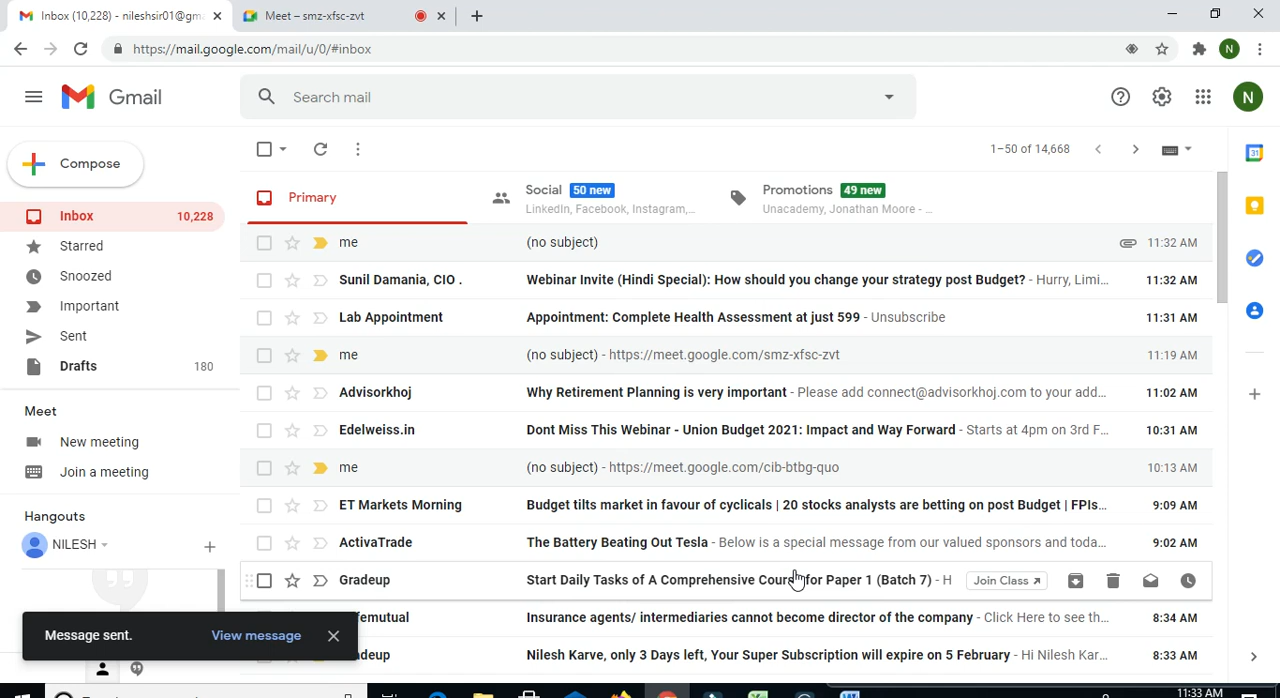 Inbox (10,228) - nileshsir01@gm
Meet – smz-xfsc-zvt
https://mail.google.com/mail/u/0/#inbox
N
Gmail
Search mail
N
Compose
1–50 of 14,668
31
Inbox 10,228
Starred
Snoozed
Important
Sent
Drafts 180
Meet
New meeting
Join a meeting
Hangouts
NILESH
Primary
Social 50 new
LinkedIn, Facebook, Instagram,...
Promotions 49 new
Unacademy, Jonathan Moore - ...
me (no subject) 11:32 AM
Sunil Damania, CIO . Webinar Invite (Hindi Special): How should you change your strategy post Budget? - Hurry, Limi... 11:32 AM
Lab Appointment Appointment: Complete Health Assessment at just 599 - Unsubscribe 11:31 AM
me (no subject) - https://meet.google.com/smz-xfsc-zvt 11:19 AM
Advisorkhoj Why Retirement Planning is very important - Please add connect@advisorkhoj.com to your add... 11:02 AM
Edelweiss.in Dont Miss This Webinar - Union Budget 2021: Impact and Way Forward - Starts at 4pm on 3rd F... 10:31 AM
me (no subject) - https://meet.google.com/cib-btbg-quo 10:13 AM
ET Markets Morning Budget tilts market in favour of cyclicals | 20 stocks analysts are betting on post Budget | FPIs... 9:09 AM
ActivaTrade The Battery Beating Out Tesla - Below is a special message from our valued sponsors and toda... 9:02 AM
Gradeup Start Daily Tasks of A Comprehensive Course for Paper 1 (Batch 7) - H Join Class
femutual Insurance agents/ intermediaries cannot become director of the company - Click Here to see th... 8:34 AM
deup Nilesh Karve, only 3 Days left, Your Super Subscription will expire on 5 February - Hi Nilesh Kar... 8:33 AM
Message sent. View message
11:33 AM